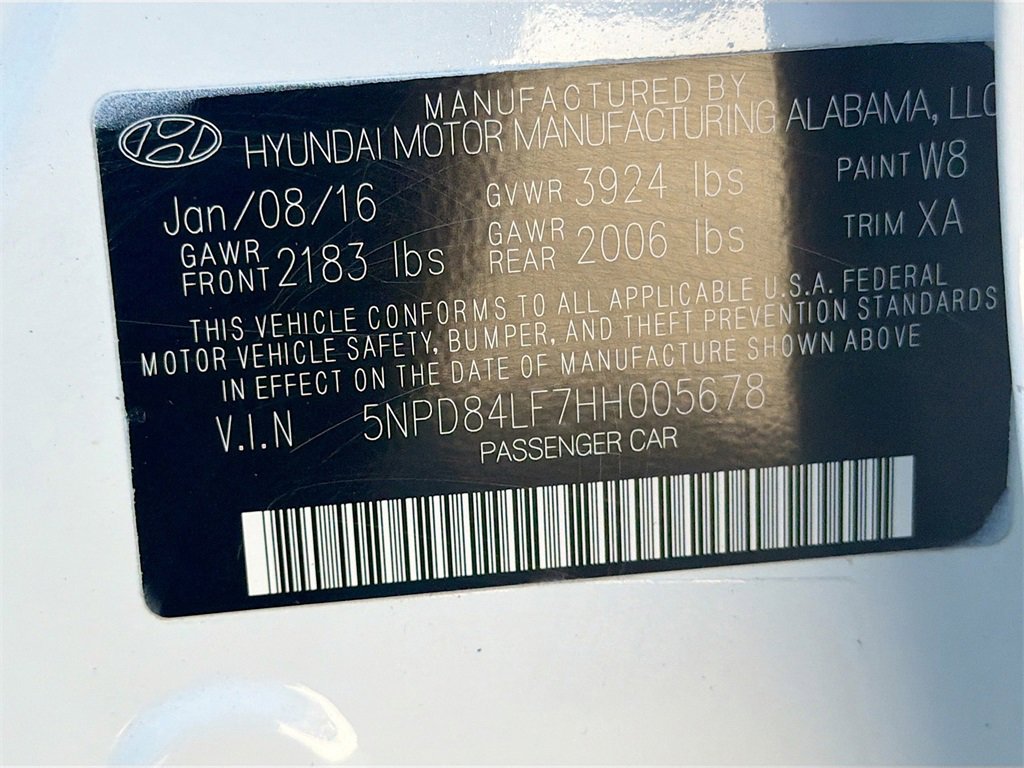 MANUFACTURED BY
HYUNDAI MOTOR MANUFACTURING ALABAMA, LLC
Jan/08/16 GVWR 3924 lbs PAINT W8
GAWR FRONT 2183 lbs GAWR REAR 2006 lbs TRIM XA
THIS VEHICLE CONFORMS TO ALL APPLICABLE U.S.A. FEDERAL
MOTOR VEHICLE SAFETY, BUMPER, AND THEFT PREVENTION STANDARDS
IN EFFECT ON THE DATE OF MANUFACTURE SHOWN ABOVE
V.I.N 5NPD84LF7HH005678
PASSENGER CAR